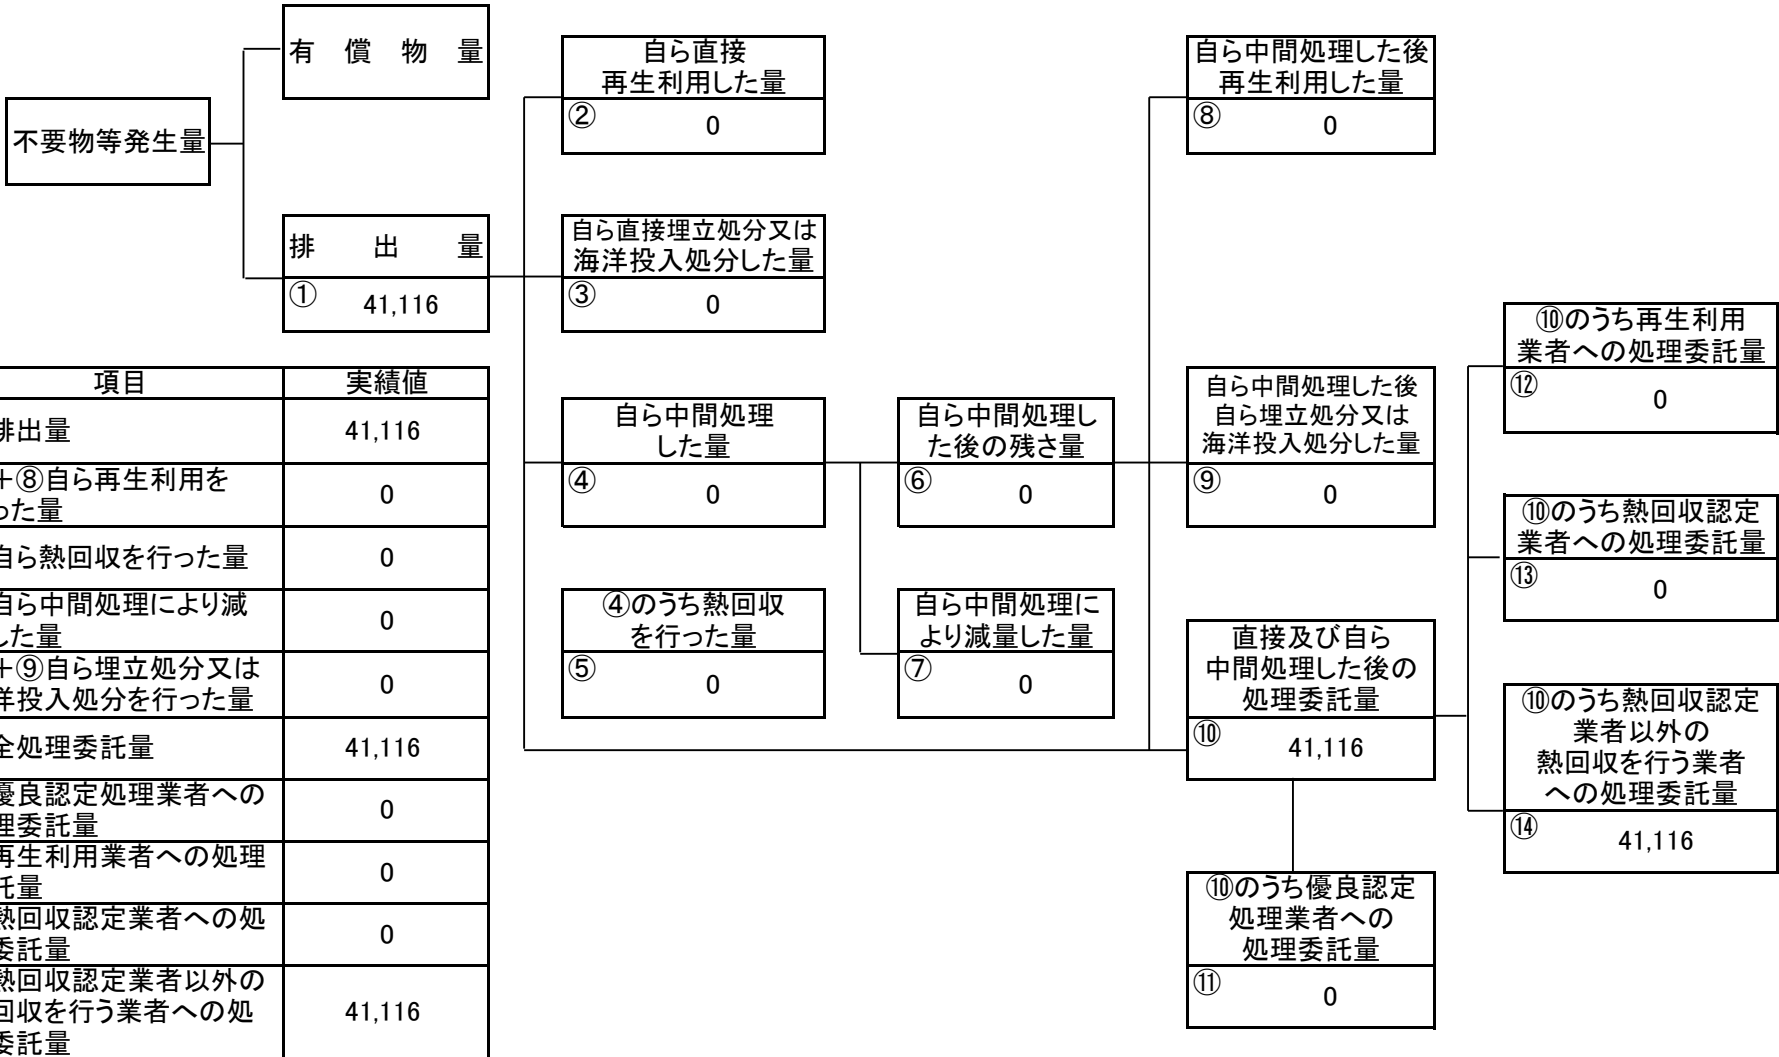 有償物量
不要物等発生量
排出量
①
41,116
自ら直接
再生利用した量
②
0
自ら直接埋立処分又は
海洋投入処分した量
③
0
自ら中間処理
した量
④
0
④のうち熱回収
を行った量
⑤
0
自ら中間処理し
た後の残さ量
⑥
0
自ら中間処理に
より減量した量
⑦
0
自ら中間処理した後
再生利用した量
⑧
0
自ら中間処理した後
自ら埋立処分又は
海洋投入処分した量
⑨
0
直接及び自ら
中間処理した後の
処理委託量
⑩
41,116
⑩のうち優良認定
処理業者への
処理委託量
⑪
0
⑩のうち再生利用
業者への処理委託量
⑫
0
⑩のうち熱回収認定
業者への処理委託量
⑬
0
⑩のうち熱回収認定
業者以外の
熱回収を行う業者
への処理委託量
⑭
41,116
項目 実績値
排出量 41,116
+⑧自ら再生利用を
った量
0
自ら熱回収を行った量 0
自ら中間処理により減
した量
0
+⑨自ら埋立処分又は
洋投入処分を行った量
0
全処理委託量 41,116
優良認定処理業者への
理委託量
0
再生利用業者への処理
託量
0
熱回収認定業者への処
委託量
0
熱回収認定業者以外の
回収を行う業者への処
委託量
41,116